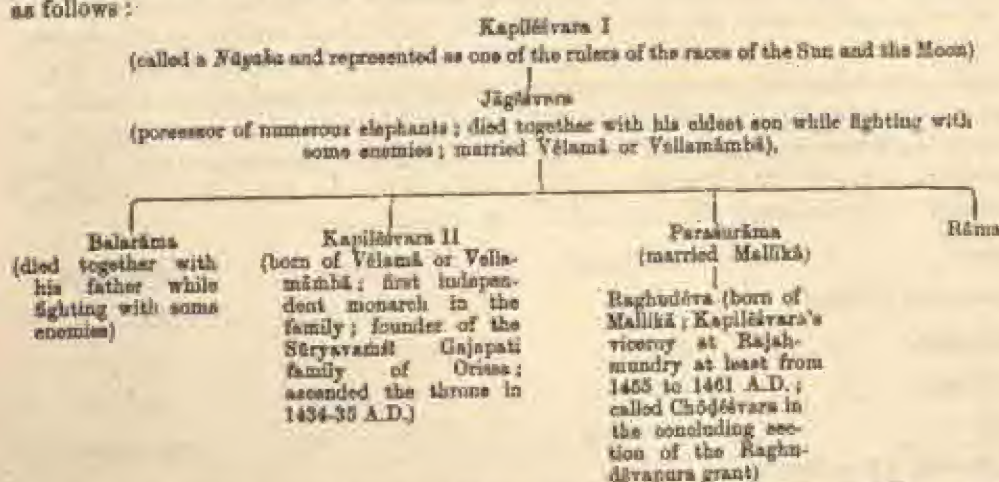 as follows :
Kapilēśvara I
(called a Nāyaka and represented as one of the rulers of the races of the Sun and the Moon)
Jāgēśvara
(possessor of numerous elephants ; died together with his eldest son while fighting with
some enemies ; married Vēlamā or Vellamāmbā).
Balarāma
(died together with
his father while
fighting with some
enemies)
Kapilēśvara II
(born of Vēlamā or Vella-
māmbā ; first indepen-
dent monarch in the
family ; founder of the
Sūryavaṁśī Gajapati
family of Orissa ;
ascended the throne in
1434-35 A.D.)
Paraśurāma
(married Mallikā)
Raghudēva (born of
Mallikā ; Kapilēśvara's
viceroy at Rajah-
mundry at least from
1455 to 1461 A.D. ;
called Chōḍēśvara in
the concluding sec-
tion of the Raghu-
dēvapura grant)
Rāma